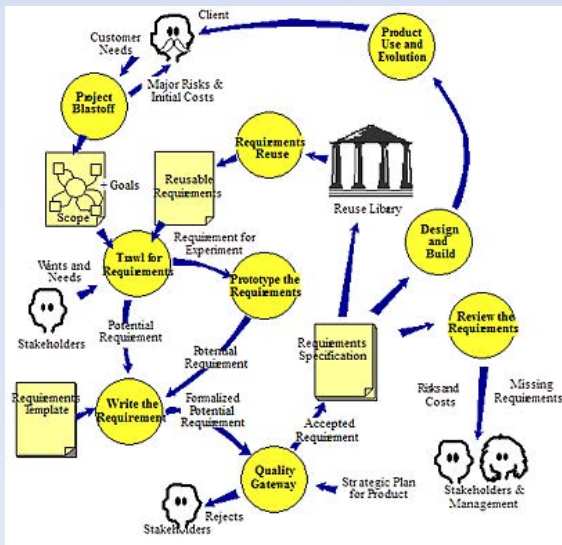 Client
Customer
Needs
Product
Use and
Evolution
Project
Blastoff
Major Risks &
Initial Costs
Requirements
Reuse
+ Goals
Scope
Reusable
Requirements
Reuse Library
Design
and
Build
Requirement for
Experiment
Trawl for
Requirements
Wants and
Needs
Prototype the
Requirements
Review the
Requirements
Stakeholders
Potential
Requirement
Potential
Requirement
Requirements
Specification
Risks and
Costs
Missing
Requirements
Requirements
Template
Write the
Requirement
Formalized
Potential
Requirement
Accepted
Requirement
Quality
Gateway
Strategic Plan
for Product
Stakeholders &
Management
Stakeholders
Rejects